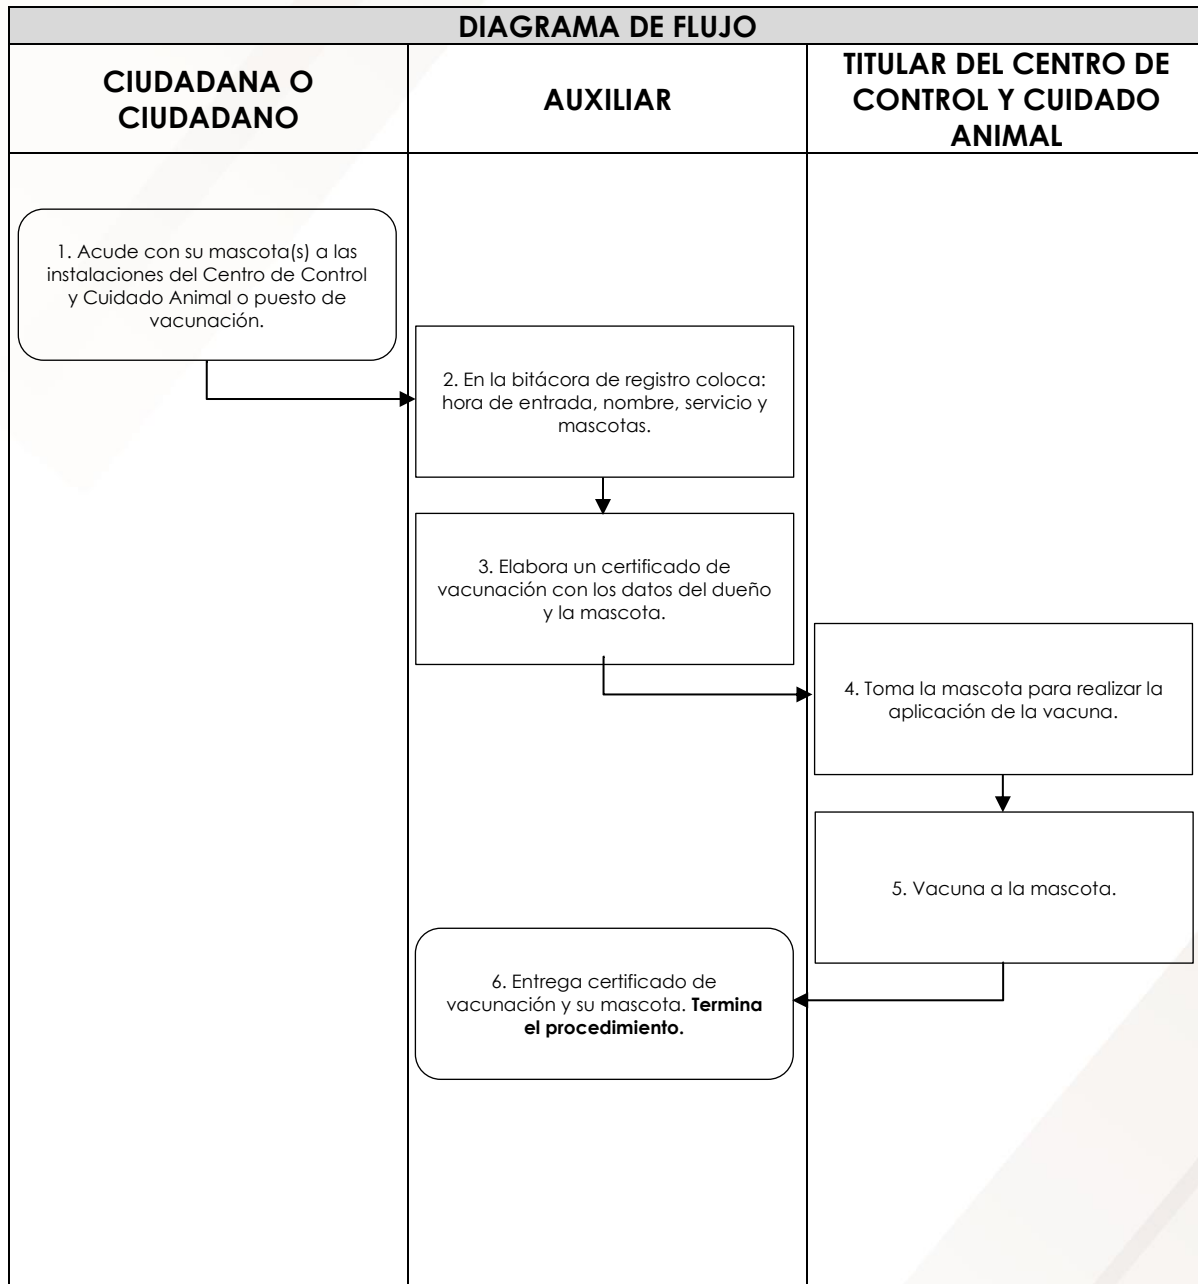 DIAGRAMA DE FLUJO
CIUDADANA O
CIUDADANO
AUXILIAR
TITULAR DEL CENTRO DE
CONTROL Y CUIDADO
ANIMAL
1. Acude con su mascota(s) a las
instalaciones del Centro de Control
y Cuidado Animal o puesto de
vacunación.
2. En la bitácora de registro coloca:
hora de entrada, nombre, servicio y
mascotas.
3. Elabora un certificado de
vacunación con los datos del dueño
y la mascota.
4. Toma la mascota para realizar la
aplicación de la vacuna.
5. Vacuna a la mascota.
6. Entrega certificado de
vacunación y su mascota. Termina
el procedimiento.